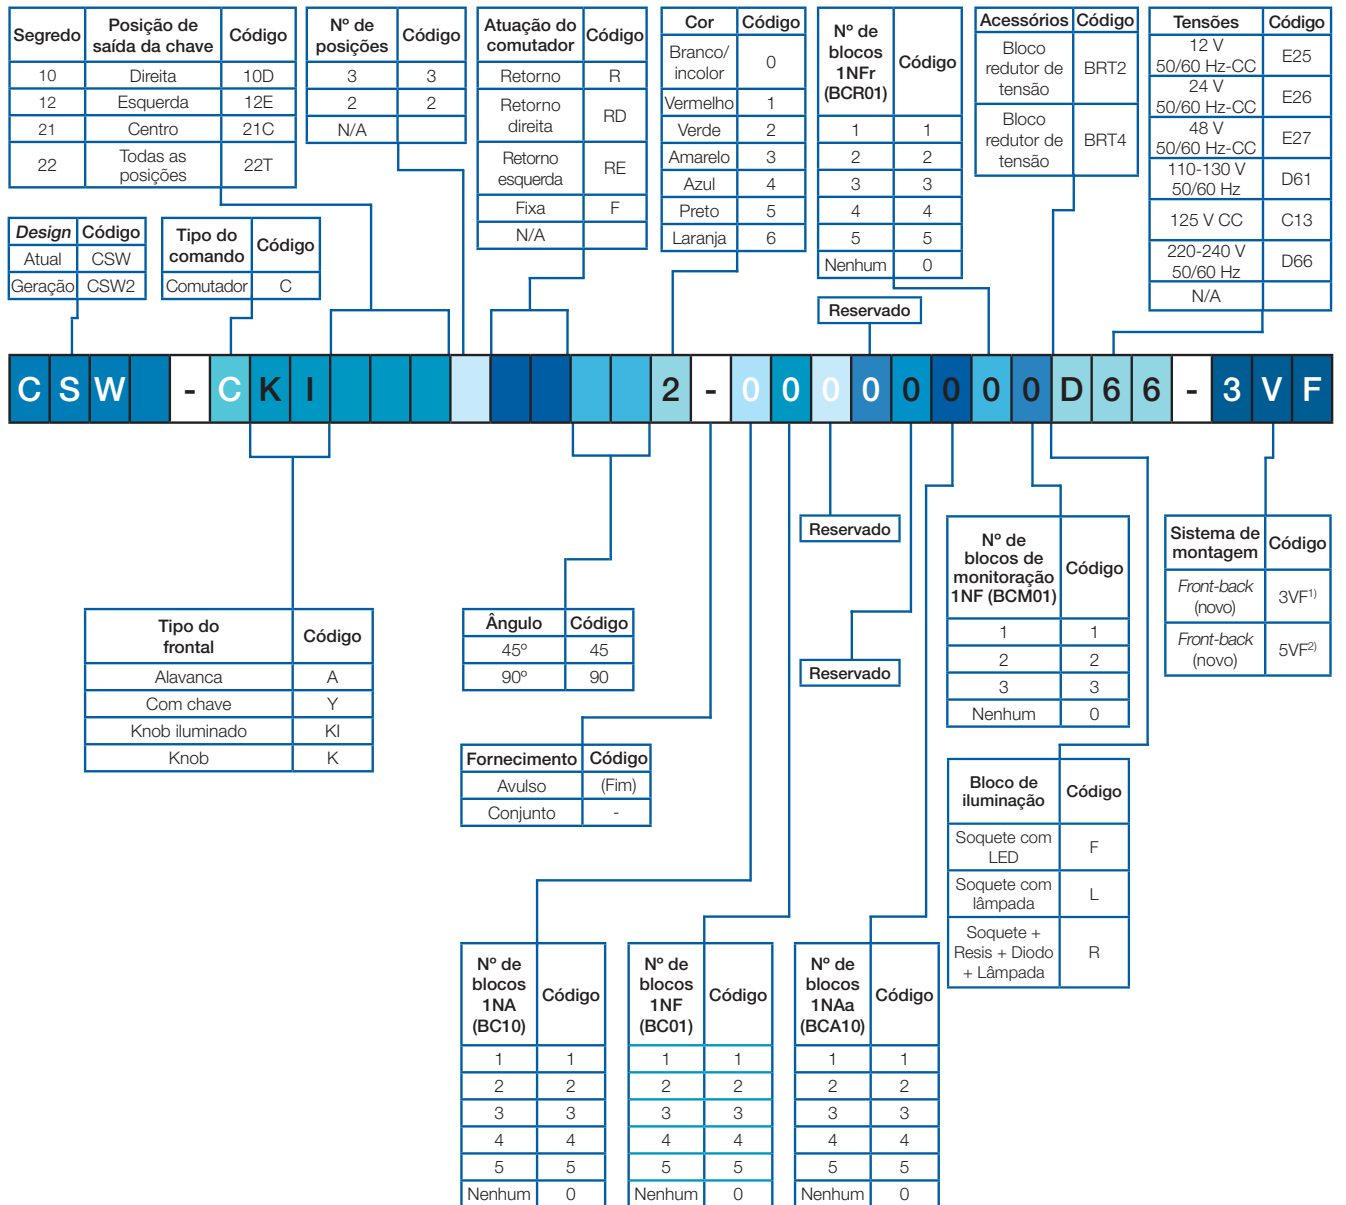 Segredo Posição de saída da chave Código
10 Direita 10D
12 Esquerda 12E
21 Centro 21C
22 Todas as posições 22T
Nº de posições Código
3 3
2 2
N/A
Atuação do comutador Código
Retorno R
Retorno direita RD
Retorno esquerda RE
Fixa F
N/A
Cor Código
Branco/incolor 0
Vermelho 1
Verde 2
Amarelo 3
Azul 4
Preto 5
Laranja 6
Nº de blocos 1NFr (BCR01) Código
1 1
2 2
3 3
4 4
5 5
Nenhum 0
Acessórios Código
Bloco redutor de tensão BRT2
Bloco redutor de tensão BRT4
Tensões Código
12 V 50/60 Hz-CC E25
24 V 50/60 Hz-CC E26
48 V 50/60 Hz-CC E27
110-130 V 50/60 Hz D61
125 V CC C13
220-240 V 50/60 Hz D66
N/A
Design Código
Atual CSW
Geração CSW2
Tipo do comando Código
Comutador C
Reservado
C S W - C K I 2 - 0 0 0 0 0 0 0 0 D 6 6 - 3 V F
Reservado
Reservado
Tipo do frontal Código
Alavanca A
Com chave Y
Knob iluminado KI
Knob K
Ângulo Código
45º 45
90º 90
Fornecimento Código
Avulso (Fim)
Conjunto -
Nº de blocos de monitoração 1NF (BCM01) Código
1 1
2 2
3 3
Nenhum 0
Sistema de montagem Código
Front-back (novo) 3VF1)
Front-back (novo) 5VF2)
Bloco de iluminação Código
Soquete com LED F
Soquete com lâmpada L
Soquete + Resis + Diodo + Lâmpada R
Nº de blocos 1NA (BC10) Código
1 1
2 2
3 3
4 4
5 5
Nenhum 0
Nº de blocos 1NF (BC01) Código
1 1
2 2
3 3
4 4
5 5
Nenhum 0
Nº de blocos 1NAa (BCA10) Código
1 1
2 2
3 3
4 4
5 5
Nenhum 0